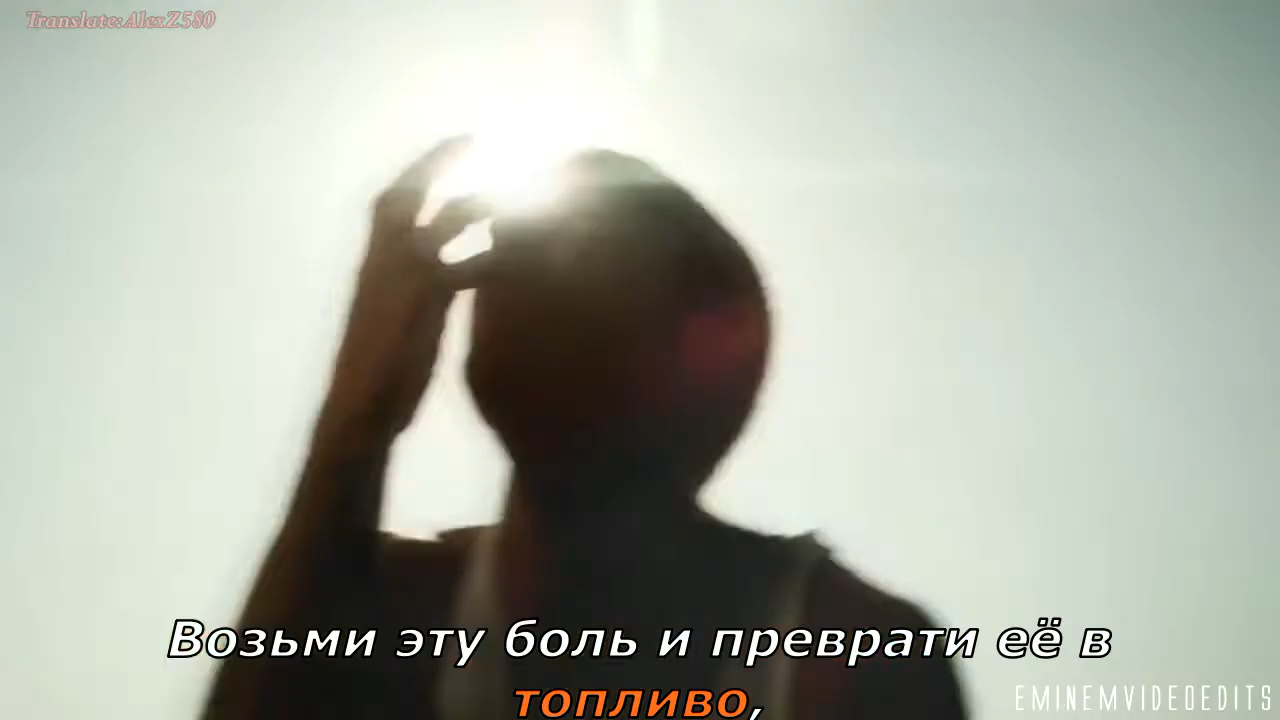 Translate:AlexZ580
Возьми эту боль и преврати её в
топливо,
EMINEMVIDEOEDITS